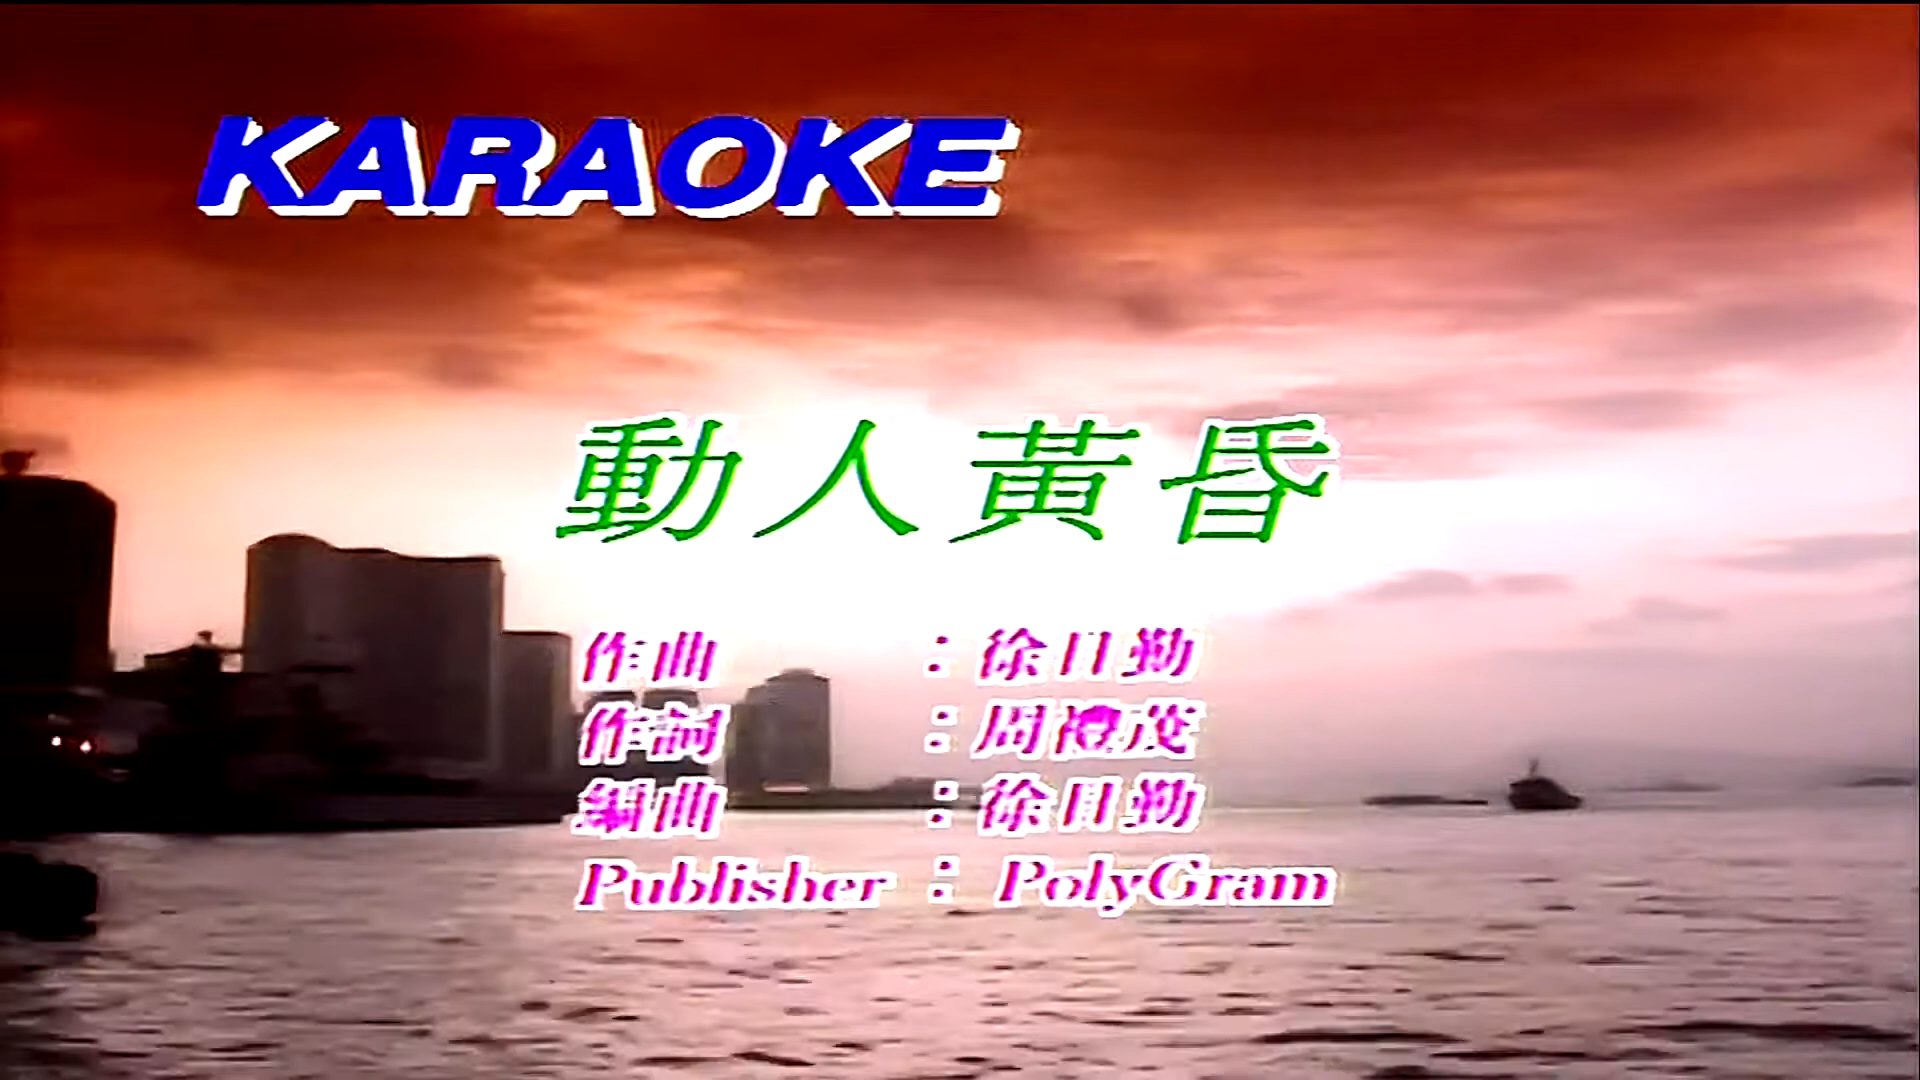 KARAOKE
動人黃昏
作曲 : 徐日勤
作詞 : 周禮茂
編曲 : 徐日勤
Publisher : PolyGram